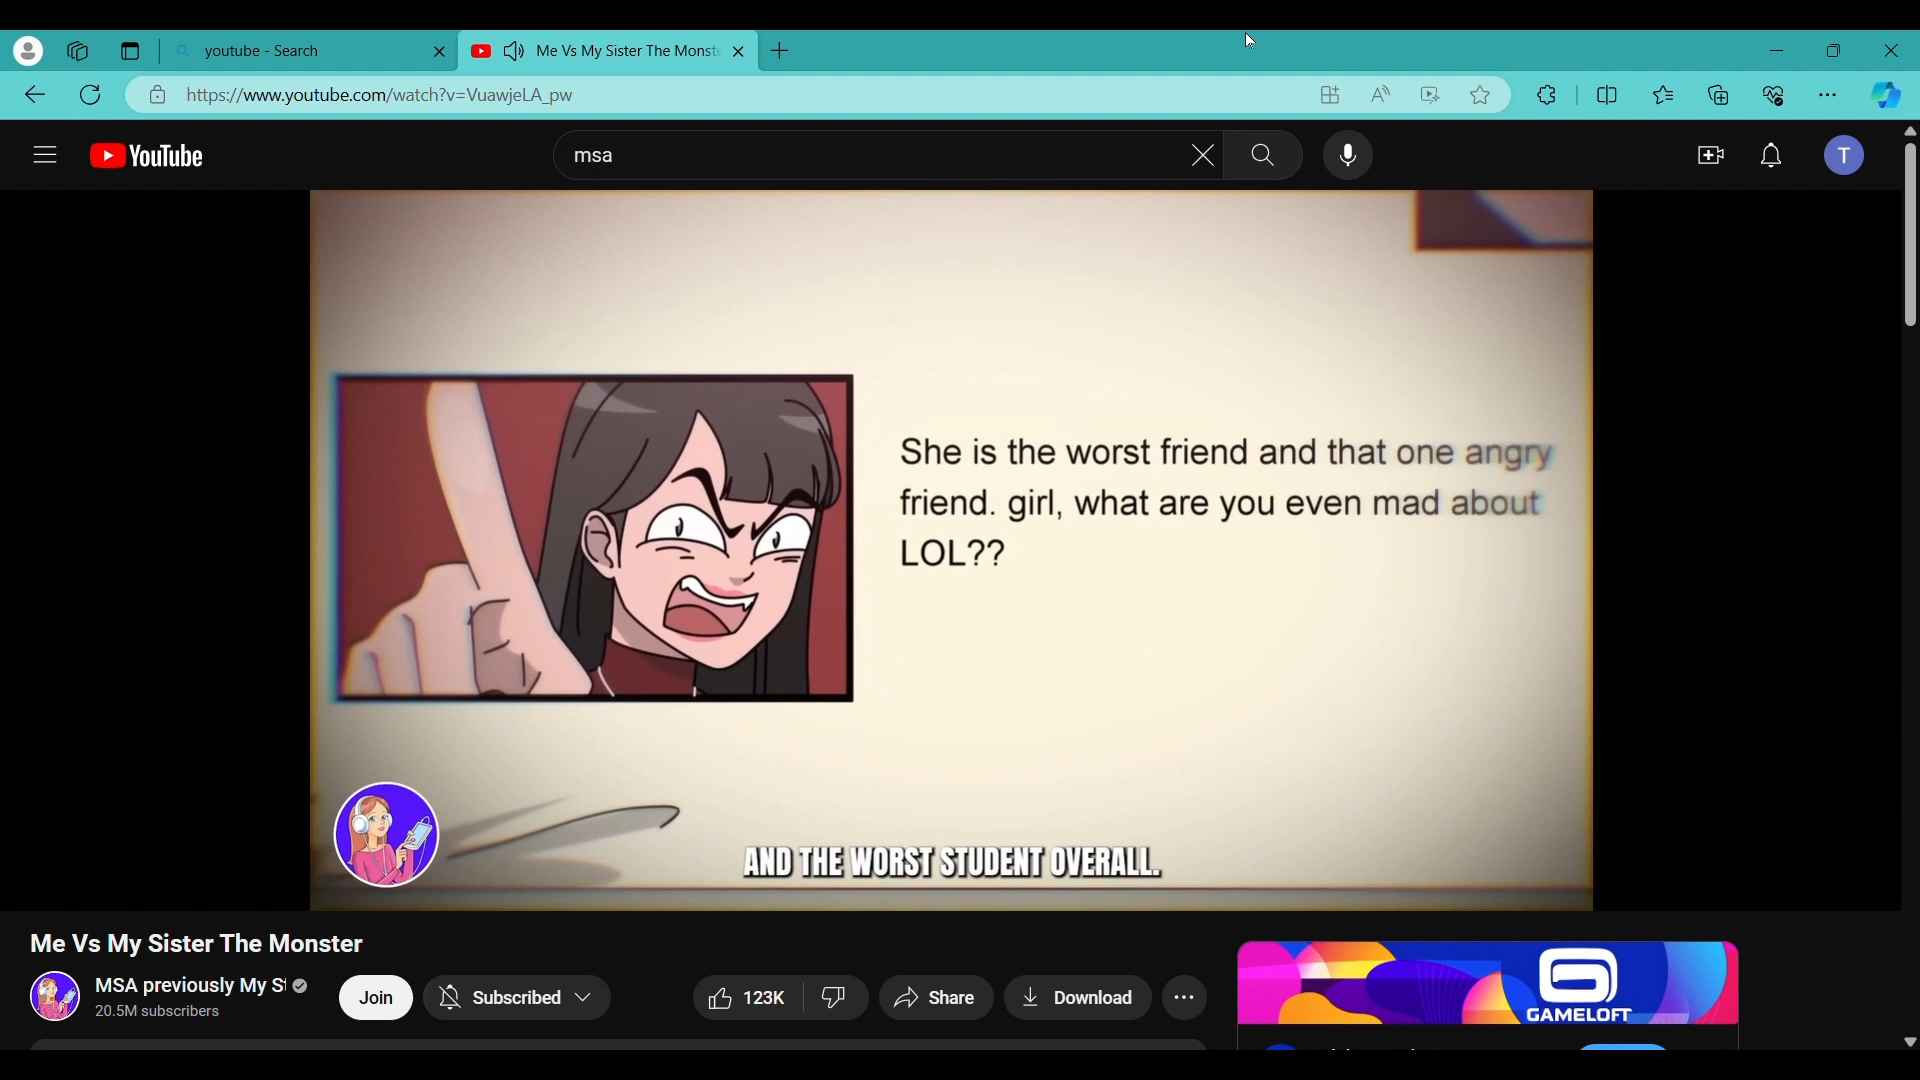 youtube - Search
Me Vs My Sister The Monst
https://www.youtube.com/watch?v=VuawjeLA_pw
YouTube
msa
T
She is the worst friend and that one angry
friend. girl, what are you even mad about
LOL??
AND THE WORST STUDENT OVERALL.
Me Vs My Sister The Monster
MSA previously My St
20.5M subscribers
Join
Subscribed
123K
Share
Download
GAMELOFT